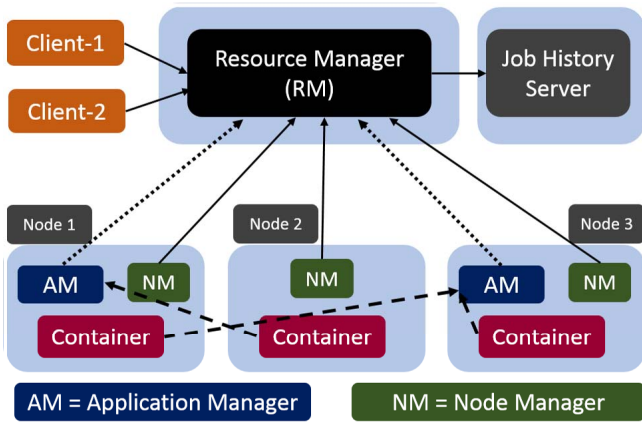 Client-1
Client-2
Resource Manager
(RM)
Job History
Server
Node 1
Node 2
Node 3
AM
NM
NM
AM
NM
Container
Container
Container
AM = Application Manager
NM = Node Manager